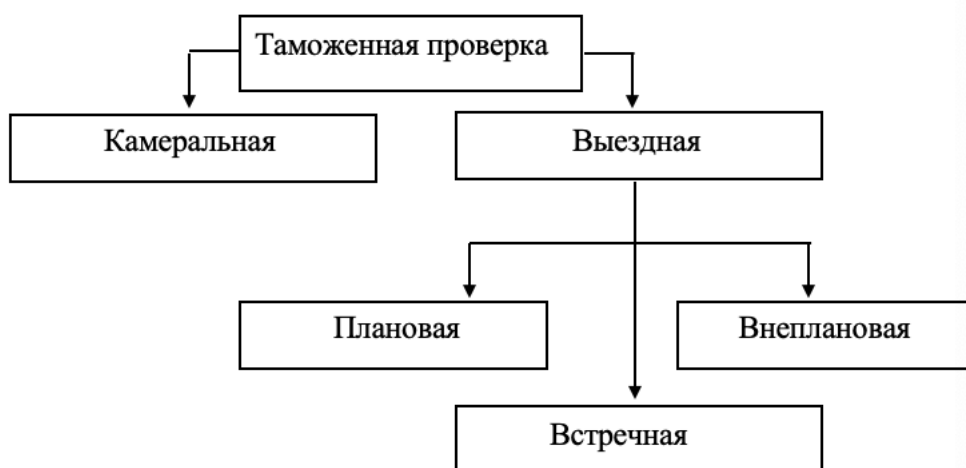 Таможенная проверка
Камеральная
Выездная
Плановая
Внеплановая
Встречная